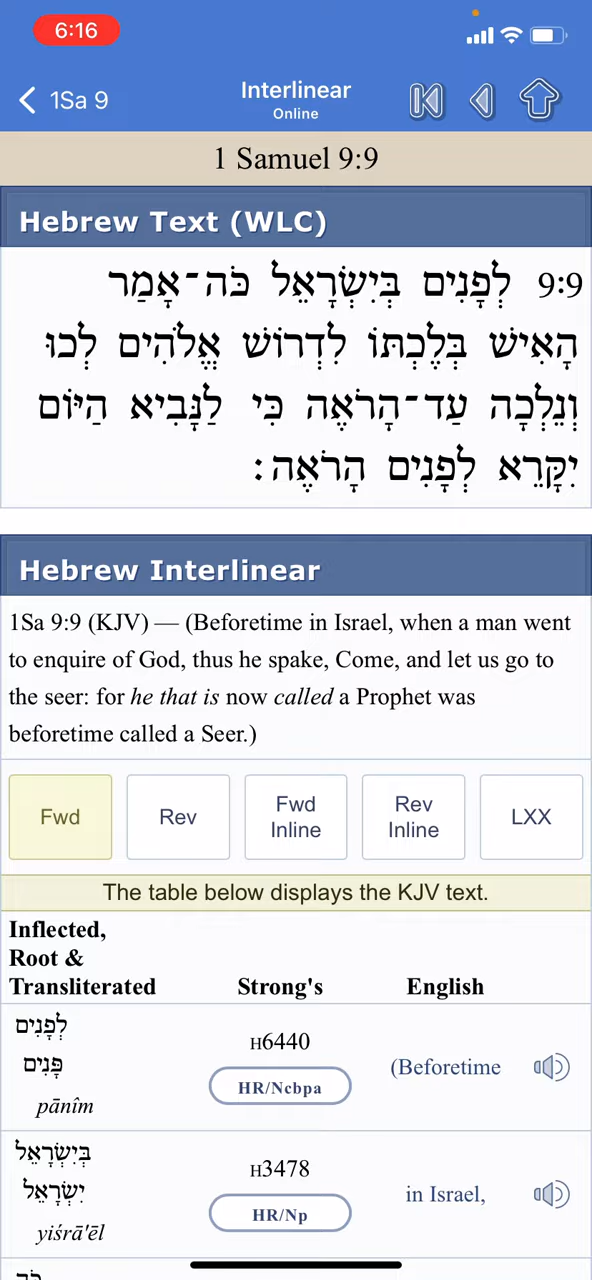 6:16
1Sa 9
Interlinear
Online
1 Samuel 9:9
Hebrew Text (WLC)
9:9 לְפָנִים בְּיִשְׂרָאֵל כֹּה־אָמַר
הָאִישׁ בְּלֶכְתּוֹ לִדְרוֹשׁ אֱלֹהִים לְכוּ
וְנֵלְכָה עַד־הָרֹאֶה כִּי לַנָּבִיא הַיּוֹם
יִקָּרֵא לְפָנִים הָרֹאֶה׃
Hebrew Interlinear
1Sa 9:9 (KJV) — (Beforetime in Israel, when a man went
to enquire of God, thus he spake, Come, and let us go to
the seer: for he that is now called a Prophet was
beforetime called a Seer.)
Fwd
Rev
Fwd
Inline
Rev
Inline
LXX
The table below displays the KJV text.
Inflected,
Root &
Transliterated
Strong's
English
לְפָנִים
פָּנִים
pānîm
H6440
HR/Ncbpa
(Beforetime
בְּיִשְׂרָאֵל
יִשְׂרָאֵל
yiśrā'ēl
H3478
HR/Np
in Israel,